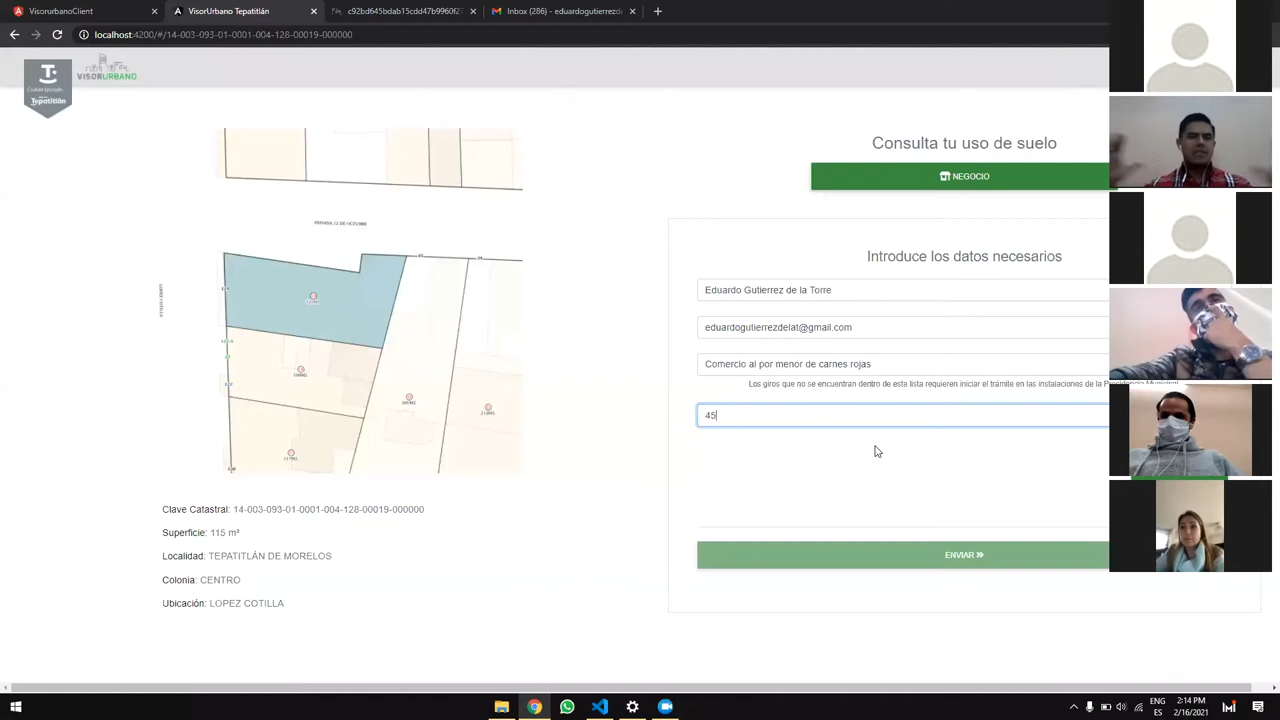 VisorurbanoClient
VisorUrbano Tepatitlán
c92bd645bdab15cdd47b9960f2
Inbox (286) - eduardogutierrezde
localhost:4200/#/14-003-093-01-0001-004-128-00019-000000
Tepatitlán
VISORURBANO
Consulta tu uso de suelo
NEGOCIO
PRIVADA 12 DE OCTUBRE
Introduce los datos necesarios
Eduardo Gutierrez de la Torre
eduardogutierrezdelat@gmail.com
Comercio al por menor de carnes rojas
Los giros que no se encuentran dentro de esta lista requieren iniciar el trámite en las instalaciones de la Presidencia Municipal
45
Clave Catastral: 14-003-093-01-0001-004-128-00019-000000
Superficie: 115 m²
Localidad: TEPATITLÁN DE MORELOS
Colonia: CENTRO
Ubicación: LOPEZ COTILLA
ENVIAR »
ENG
ES
2:14 PM
2/16/2021